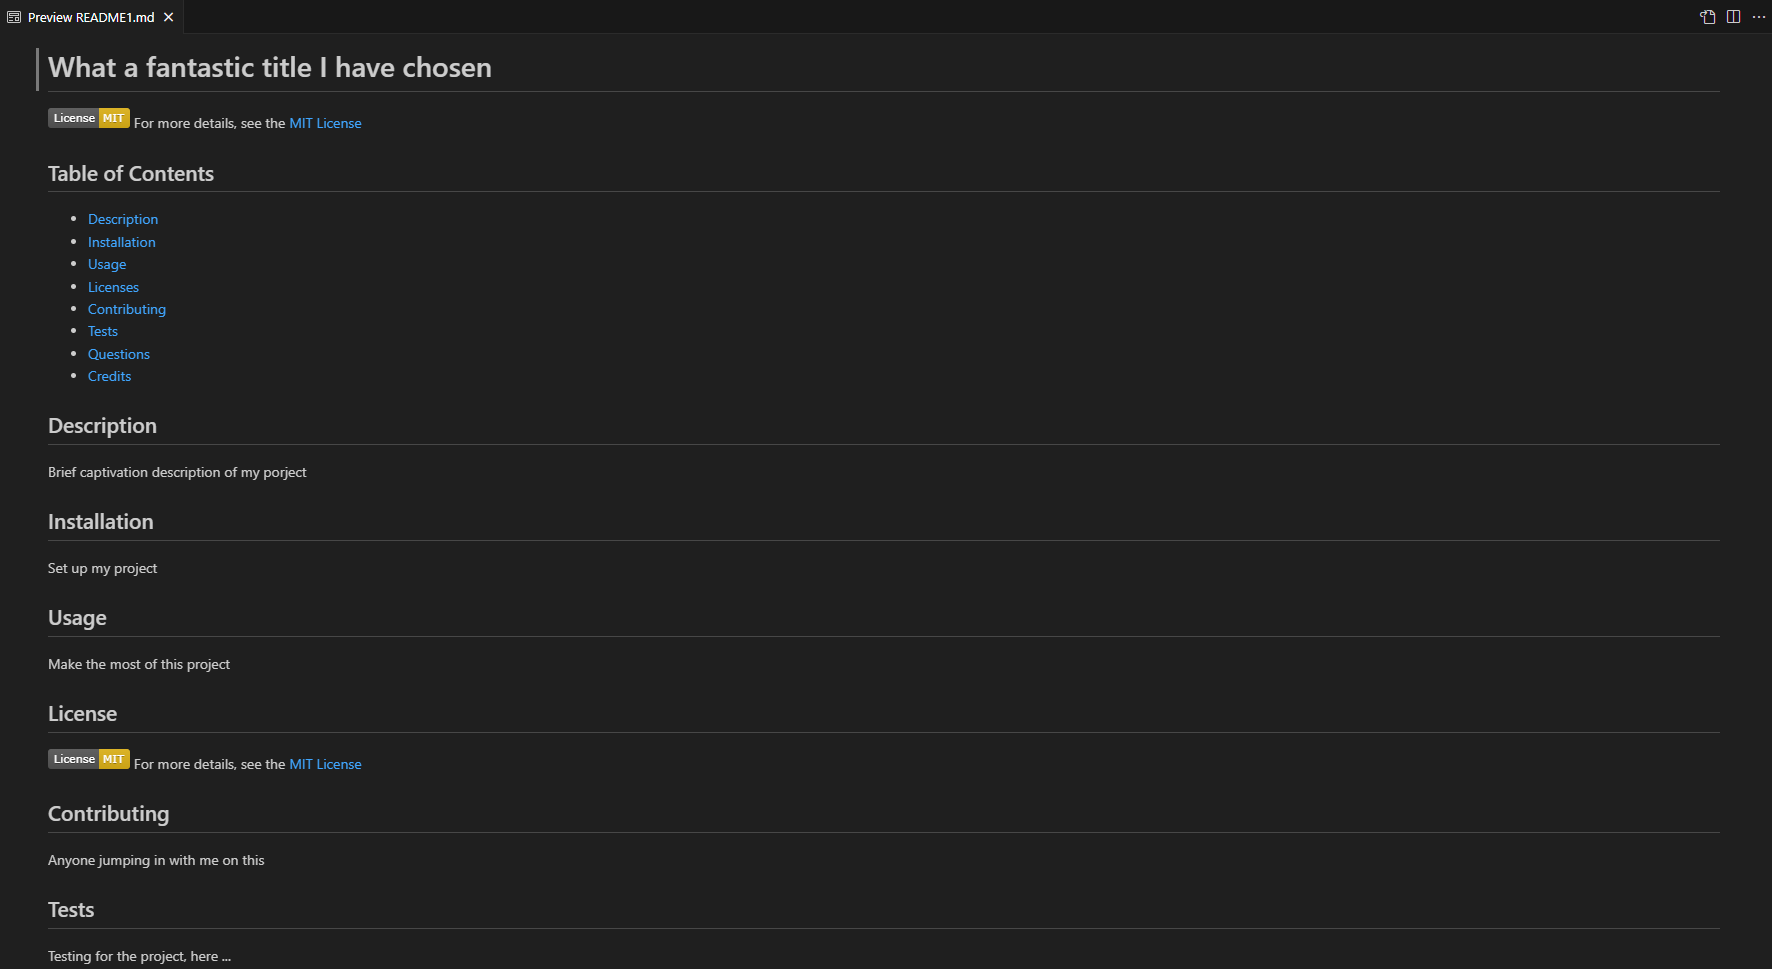 Preview README1.md
What a fantastic title I have chosen
License MIT For more details, see the MIT License
Table of Contents
Description
Installation
Usage
Licenses
Contributing
Tests
Questions
Credits
Description
Brief captivation description of my porject
Installation
Set up my project
Usage
Make the most of this project
License
License MIT For more details, see the MIT License
Contributing
Anyone jumping in with me on this
Tests
Testing for the project, here ...